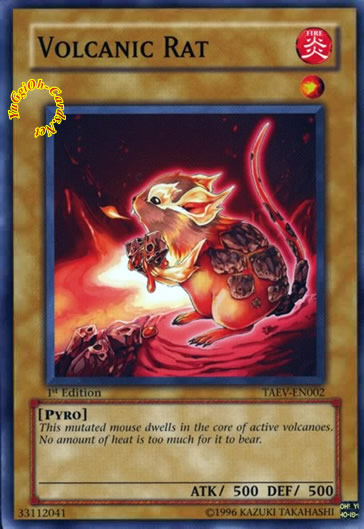 VOLCANIC RAT
FIRE
炎
YuGgiOh-Cards.Net
1st Edition
TAEV-EN002
[PYRO]
This mutated mouse dwells in the core of active volcanoes.
No amount of heat is too much for it to bear.
ATK / 500 DEF / 500
33112041
©1996 KAZUKI TAKAHASHI